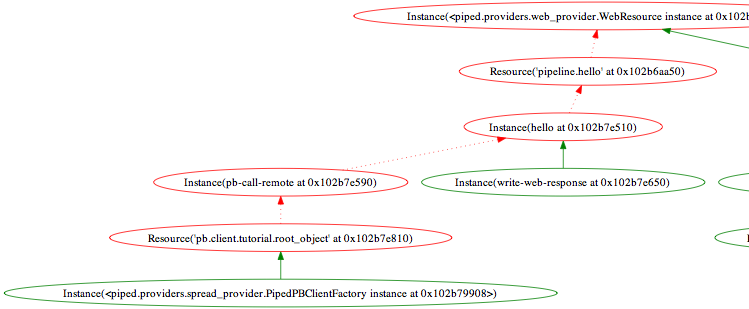 Instance(<piped.providers.web_provider.WebResource instance at 0x102b
Resource('pipeline.hello' at 0x102b6aa50)
Instance(hello at 0x102b7e510)
Instance(pb-call-remote at 0x102b7e590)
Instance(write-web-response at 0x102b7e650)
Resource('pb.client.tutorial.root_object' at 0x102b7e810)
Instance(<piped.providers.spread_provider.PipedPBClientFactory instance at 0x102b79908>)